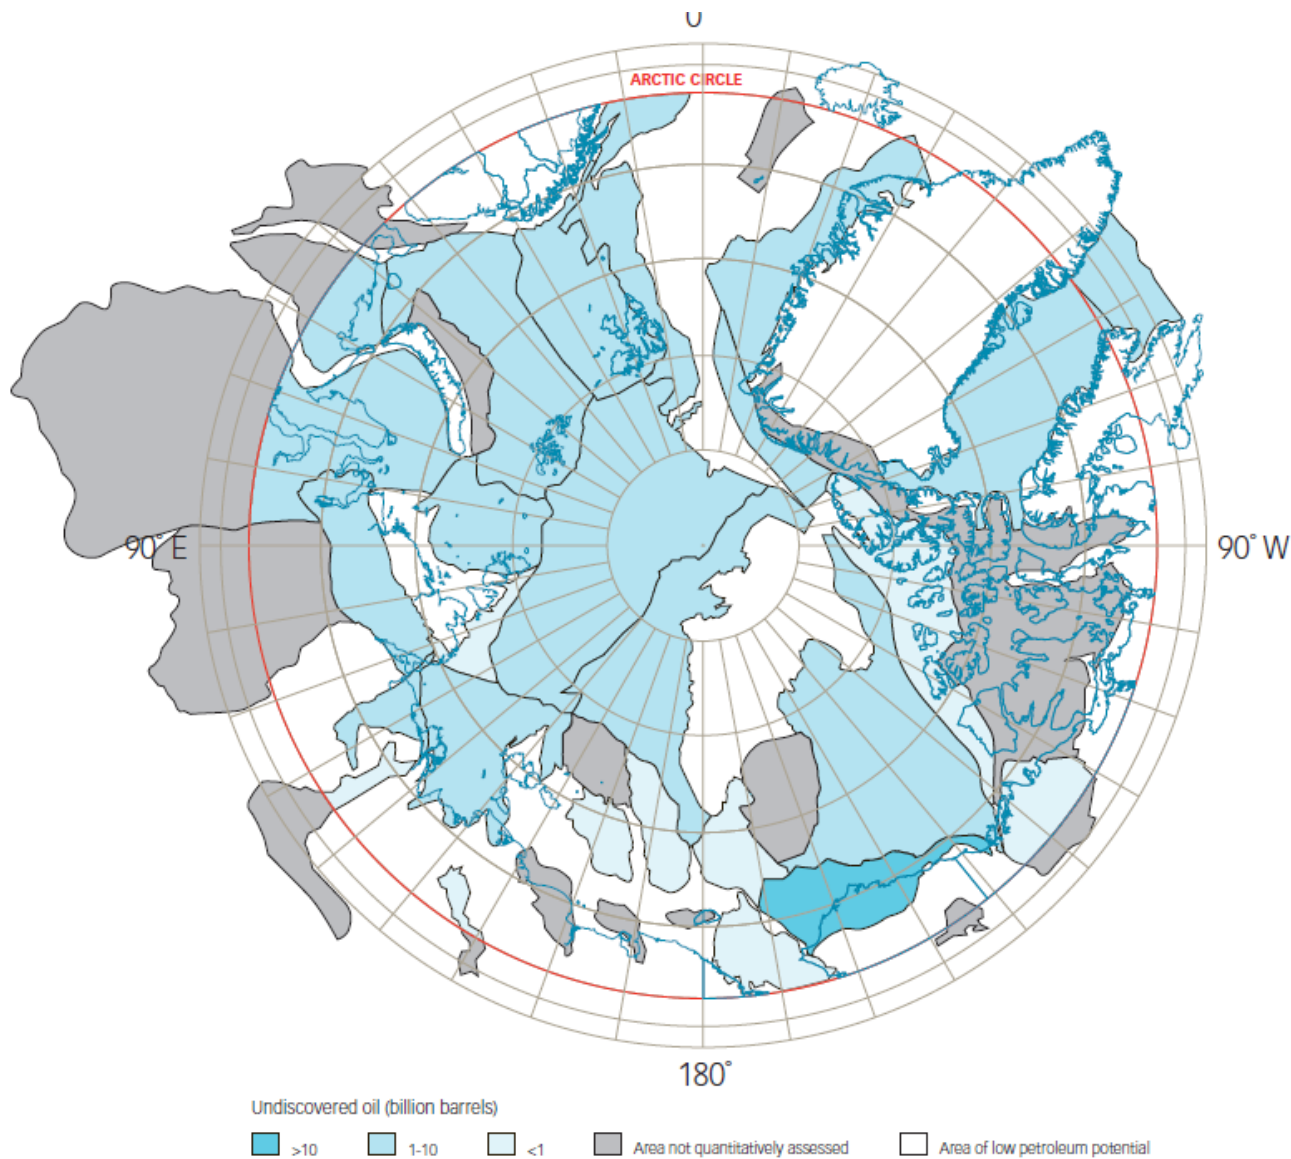 0
ARCTIC CIRCLE
90° E
90° W
180°
Undiscovered oil (billion barrels)
>10 1-10 <1 Area not quantitatively assessed Area of low petroleum potential